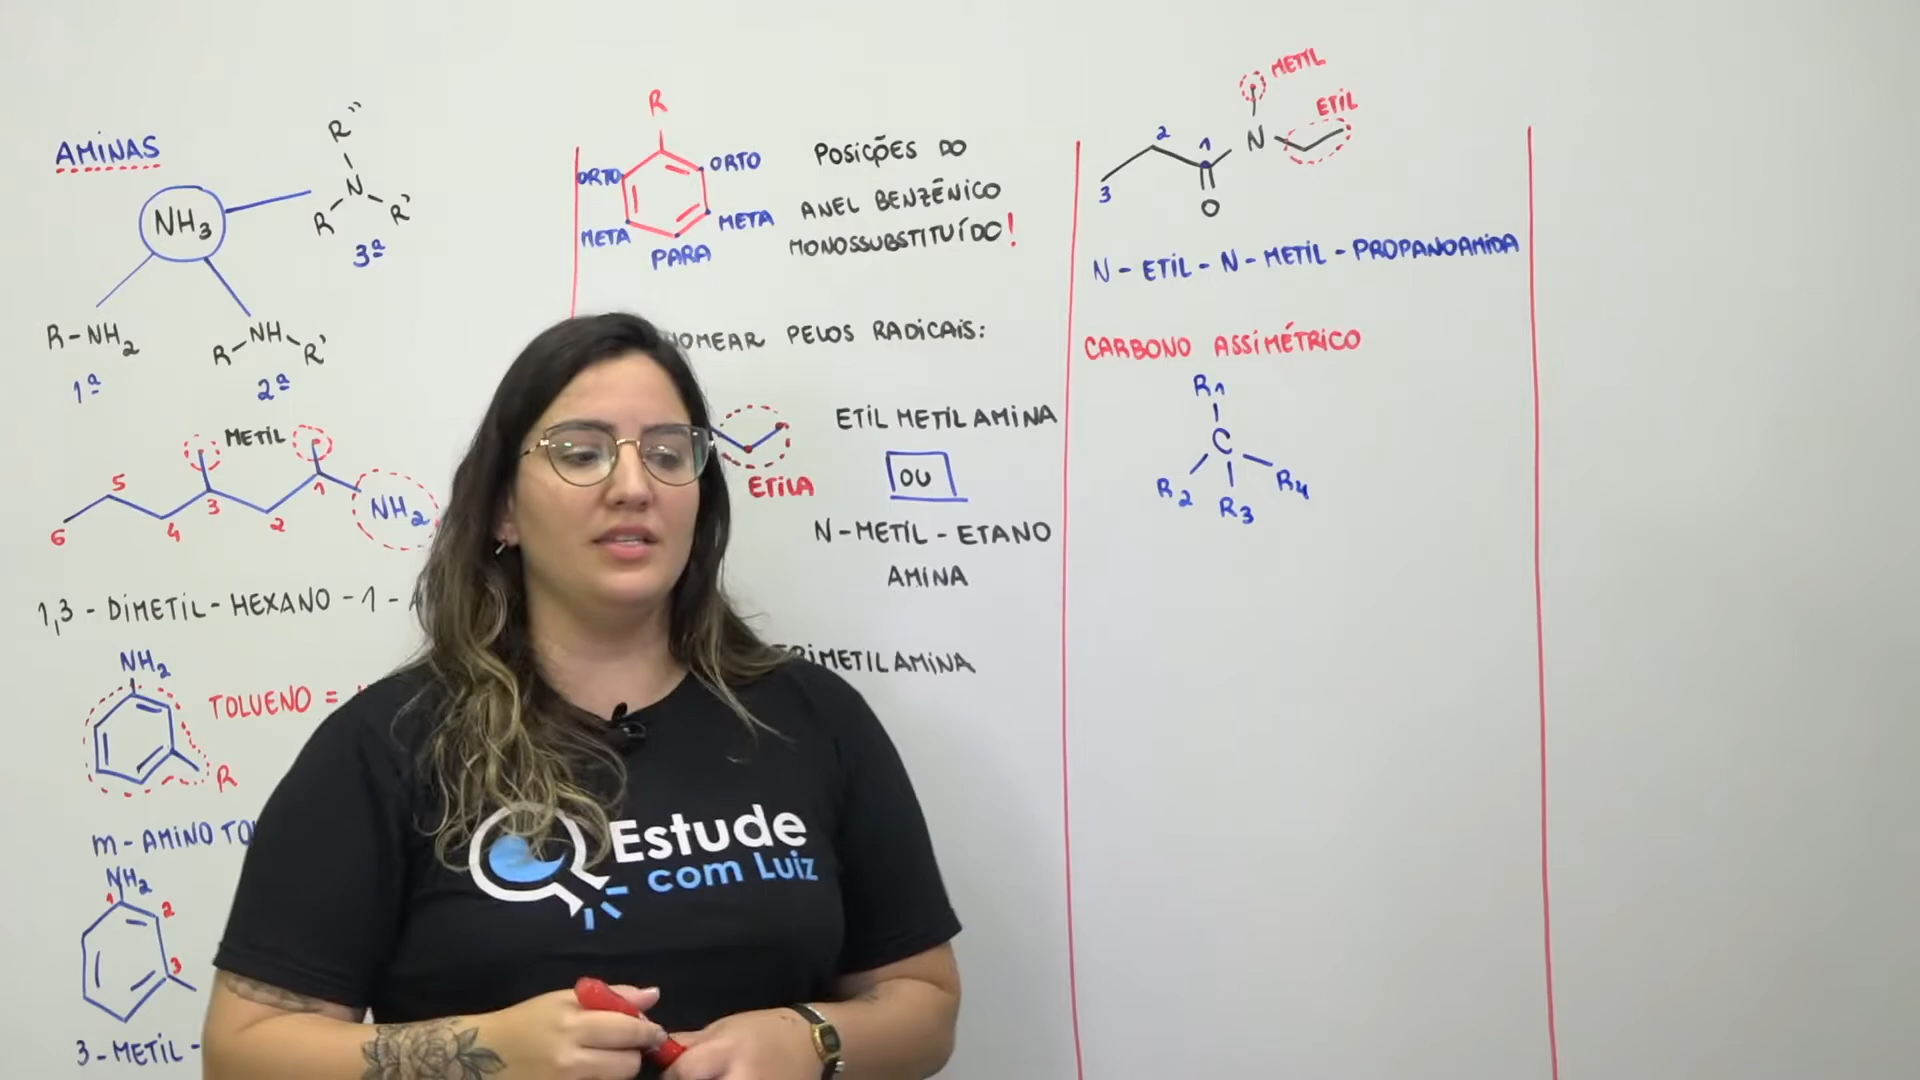 AMINAS
R"
NH3
N
R
R'
3ª
R-NH2
NH
R
R'
1ª
2ª
METIL
5
6
4
3
2
1
NH2
1,3 - DIMETIL - HEXANO - 1 -
NH2
TOLUENO =
R
m - AMINO
NH2
1
2
3
3 - METIL -
R
ORTO
ORTO
META
META
PARA
POSIÇÕES DO
ANEL BENZÊNICO
MONOSSUBSTITUÍDO!
NOMEAR PELOS RADICAIS:
ETILA
ETIL METIL AMINA
OU
N-METIL - ETANO
AMINA
TRIMETIL AMINA
METIL
ETIL
2
1
N
3
O
N - ETIL - N - METIL - PROPANOAMIDA
CARBONO ASSIMÉTRICO
R1
C
R2
R3
R4
Estude
com Luiz